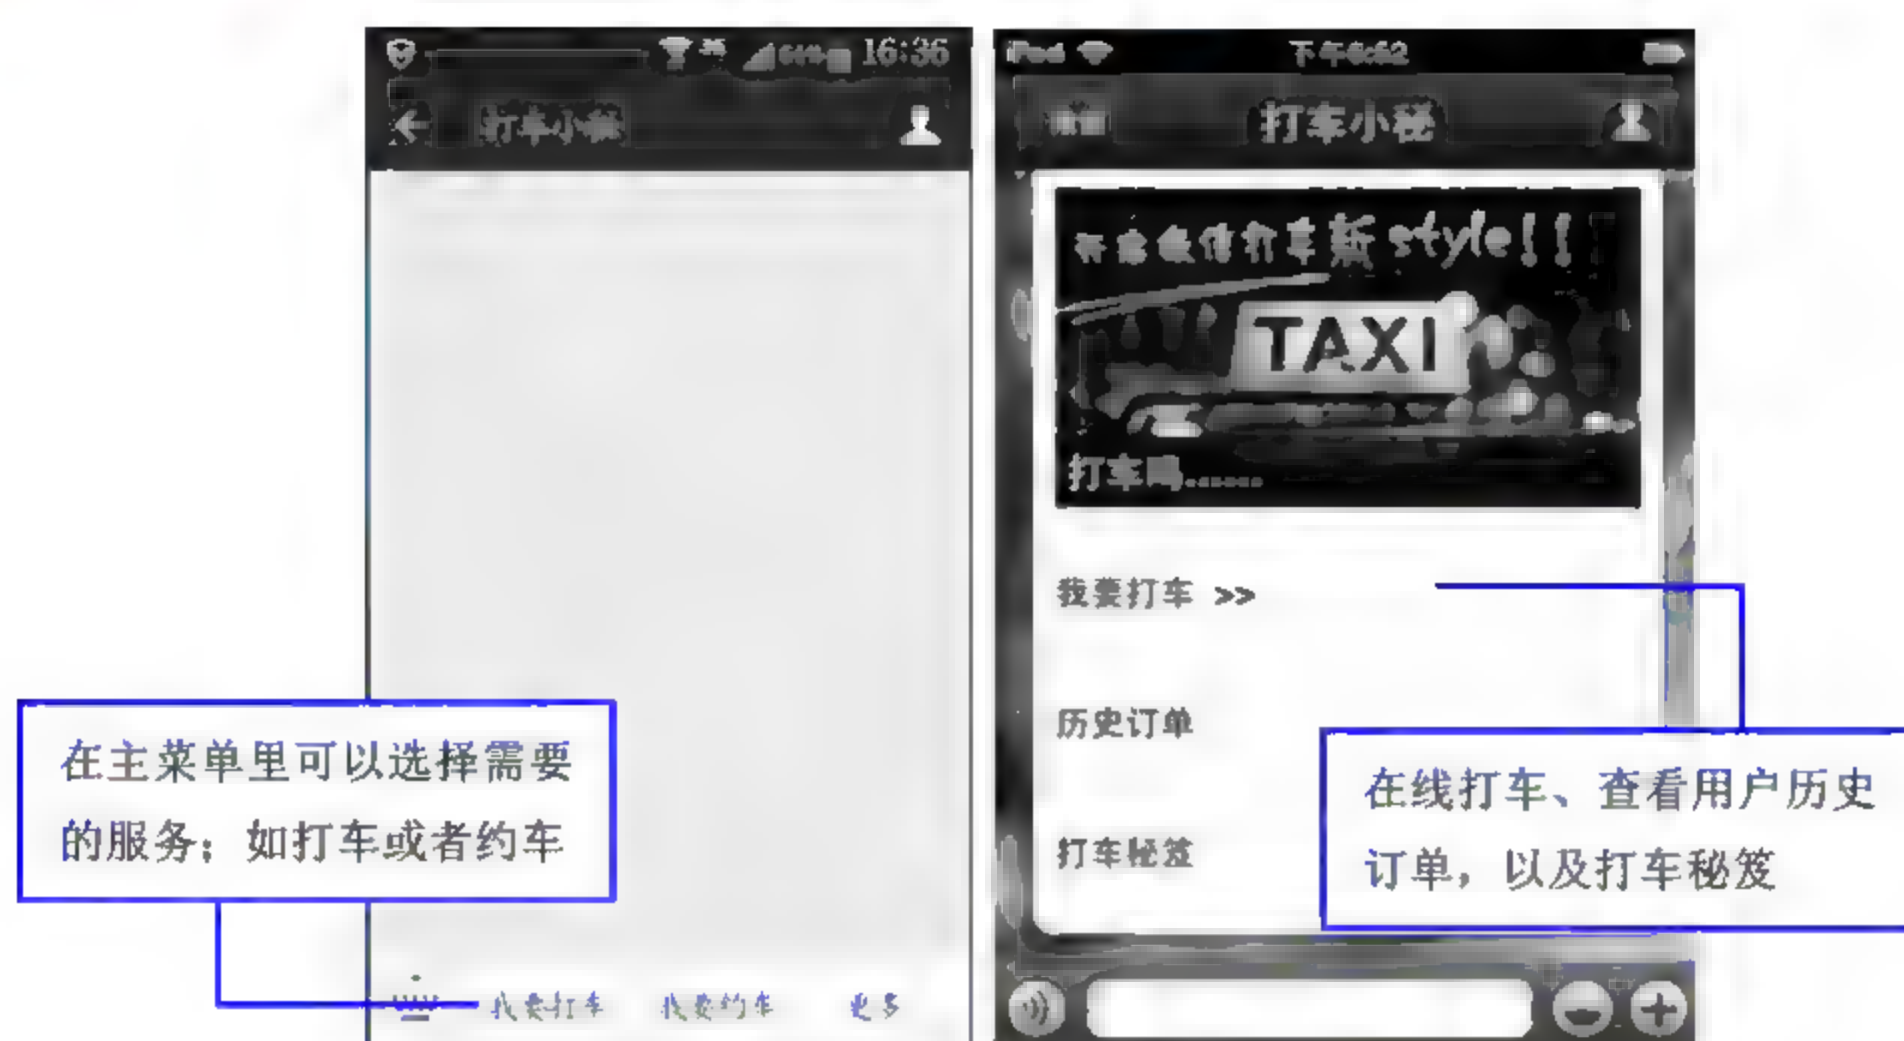 16:36
打车小秘
在主菜单里可以选择需要
的服务；如打车或者约车
我要打车 我要约车 更多
iPod 下午6:52
打车小秘
style!!
TAXI
打车吗......
我要打车 >>
历史订单
打车秘笈
在线打车、查看用户历史
订单，以及打车秘笈